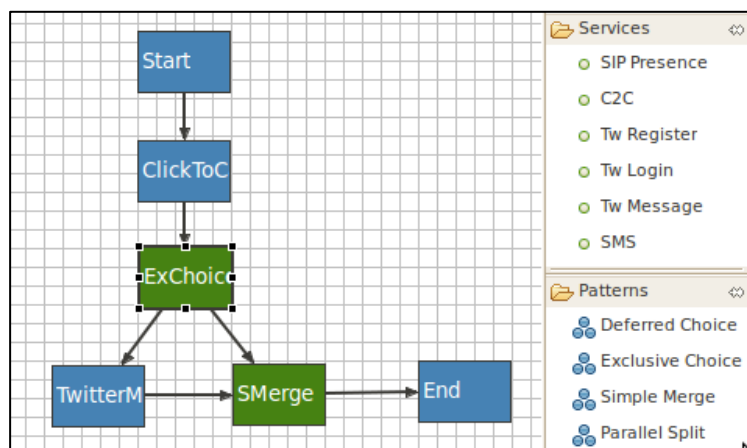 Start
ClickToC
ExChoic
TwitterM
SMerge
End
Services
SIP Presence
C2C
Tw Register
Tw Login
Tw Message
SMS
Patterns
Deferred Choice
Exclusive Choice
Simple Merge
Parallel Split